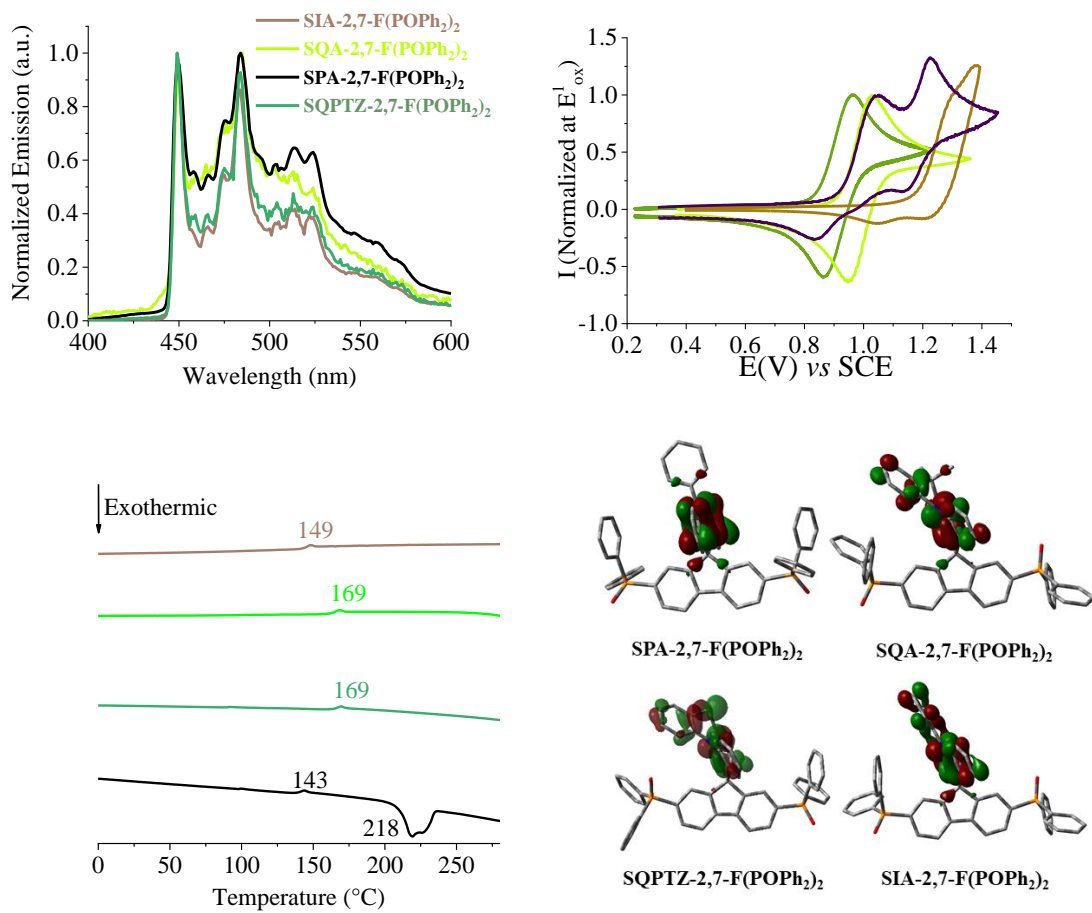 SIA-2,7-F(POPh₂)₂
SQA-2,7-F(POPh₂)₂
SPA-2,7-F(POPh₂)₂
SQPTZ-2,7-F(POPh₂)₂
Normalized Emission (a.u.)
1.0
0.8
0.6
0.4
0.2
0.0
400 450 500 550 600
Wavelength (nm)
I (Normalized at E¹ₒₓ)
1.5
1.0
0.5
0.0
-0.5
-1.0
0.2 0.4 0.6 0.8 1.0 1.2 1.4
E(V) vs SCE
Exothermic
149
169
169
143
218
0 50 100 150 200 250
Temperature (°C)
SPA-2,7-F(POPh₂)₂ SQA-2,7-F(POPh₂)₂
SQPTZ-2,7-F(POPh₂)₂ SIA-2,7-F(POPh₂)₂